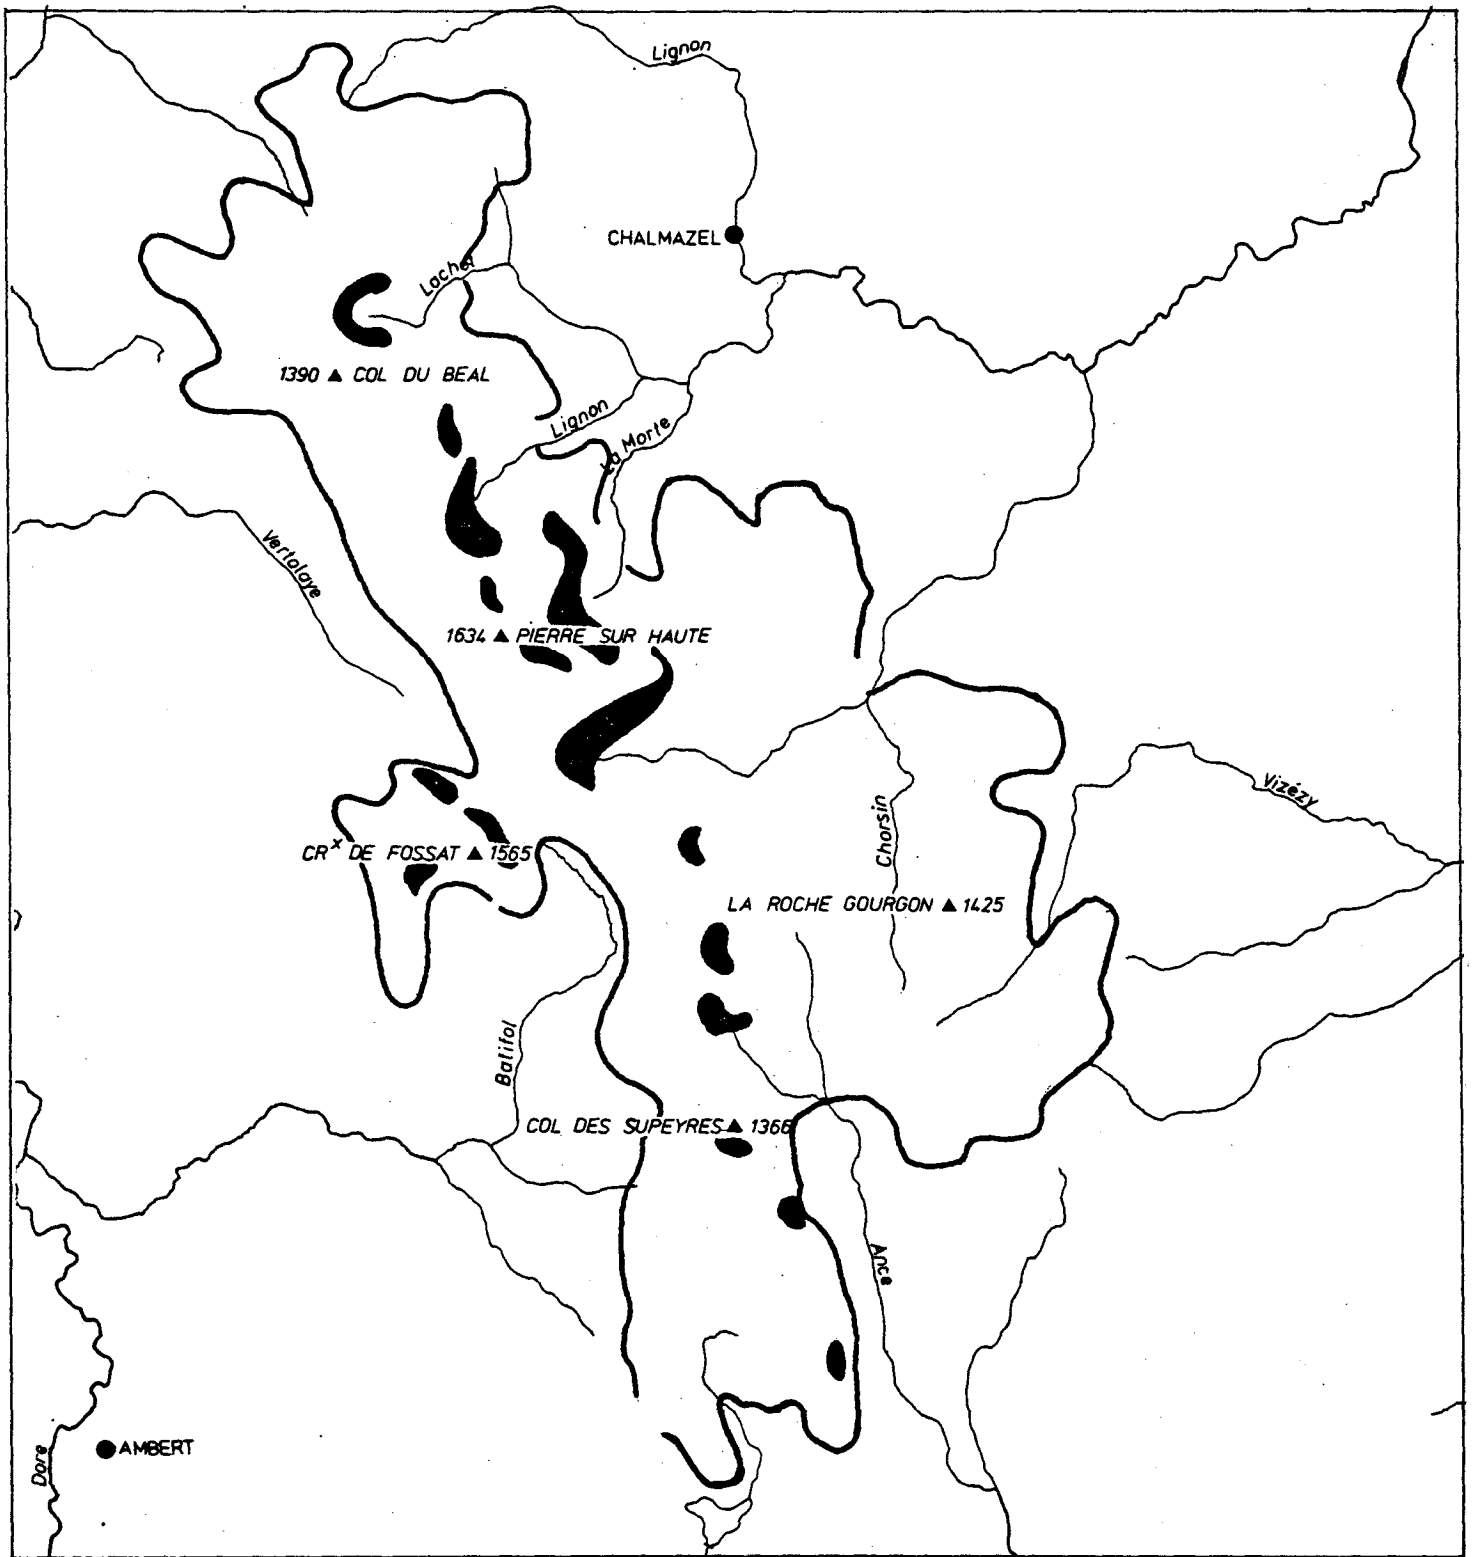 Lignon
CHALMAZEL
Lachet
1390 ▲ COL DU BEAL
Lignon
La Morte
Vertolaye
1634 ▲ PIERRE SUR HAUTE
Vizézy
Chorsin
CRˣ DE FOSSAT ▲ 1565
LA ROCHE GOURGON ▲ 1425
Batifol
COL DES SUPEYRES ▲ 1366
Ance
AMBERT
Dore